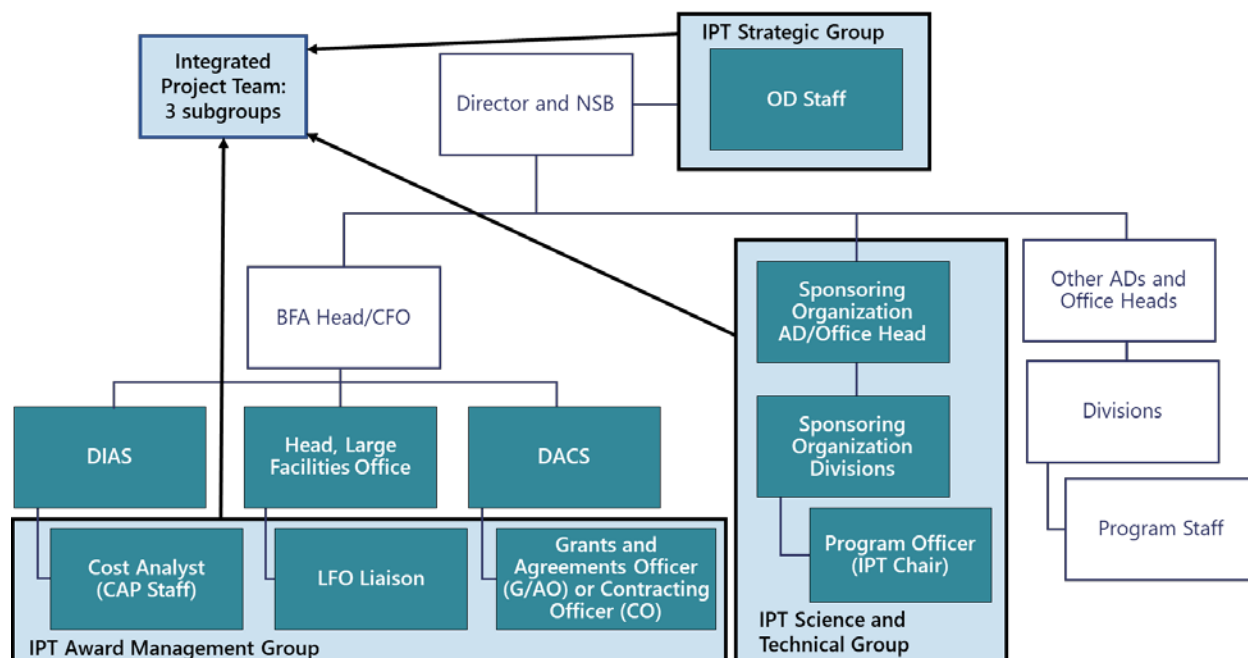 Integrated
Project Team:
3 subgroups
IPT Strategic Group
OD Staff
Director and NSB
BFA Head/CFO
Sponsoring
Organization
AD/Office Head
Other ADs and
Office Heads
DIAS
Head, Large
Facilities Office
DACS
Sponsoring
Organization
Divisions
Divisions
Cost Analyst
(CAP Staff)
LFO Liaison
Grants and
Agreements Officer
(G/AO) or Contracting
Officer (CO)
Program Officer
(IPT Chair)
Program Staff
IPT Award Management Group
IPT Science and
Technical Group